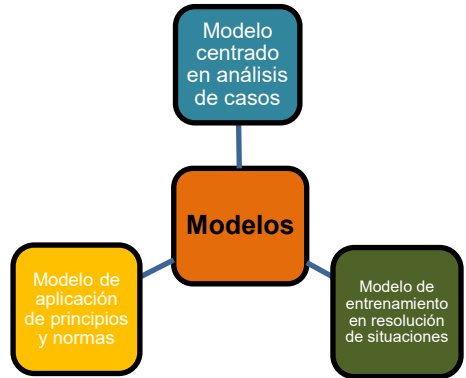 Modelo
centrado
en análisis
de casos
Modelos
Modelo de
aplicación
de principios
y normas
Modelo de
entrenamiento
en resolución
de situaciones